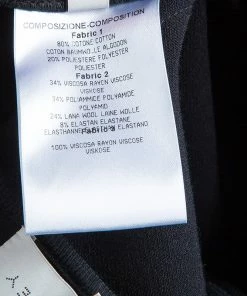 COMPOSIZIONE-COMPOSITION
Fabric 1
80% COTONE COTTON
COTON BAUMWOLLE ALGODON
20% POLIESTERE POLYESTER
POLIESTER
Fabric 2
34% VISCOSA RAYON VISCOSE
VISKOSE
34% POLIAMMICE POLYAMIDE
POLYAMID
24% LANA WOOL LAINE WOLLE
8% ELASTAN ELASTANE
ELASTHANNE
Fabric 3
100% VISCOSA RAYON VISCOSE
VISKOSE